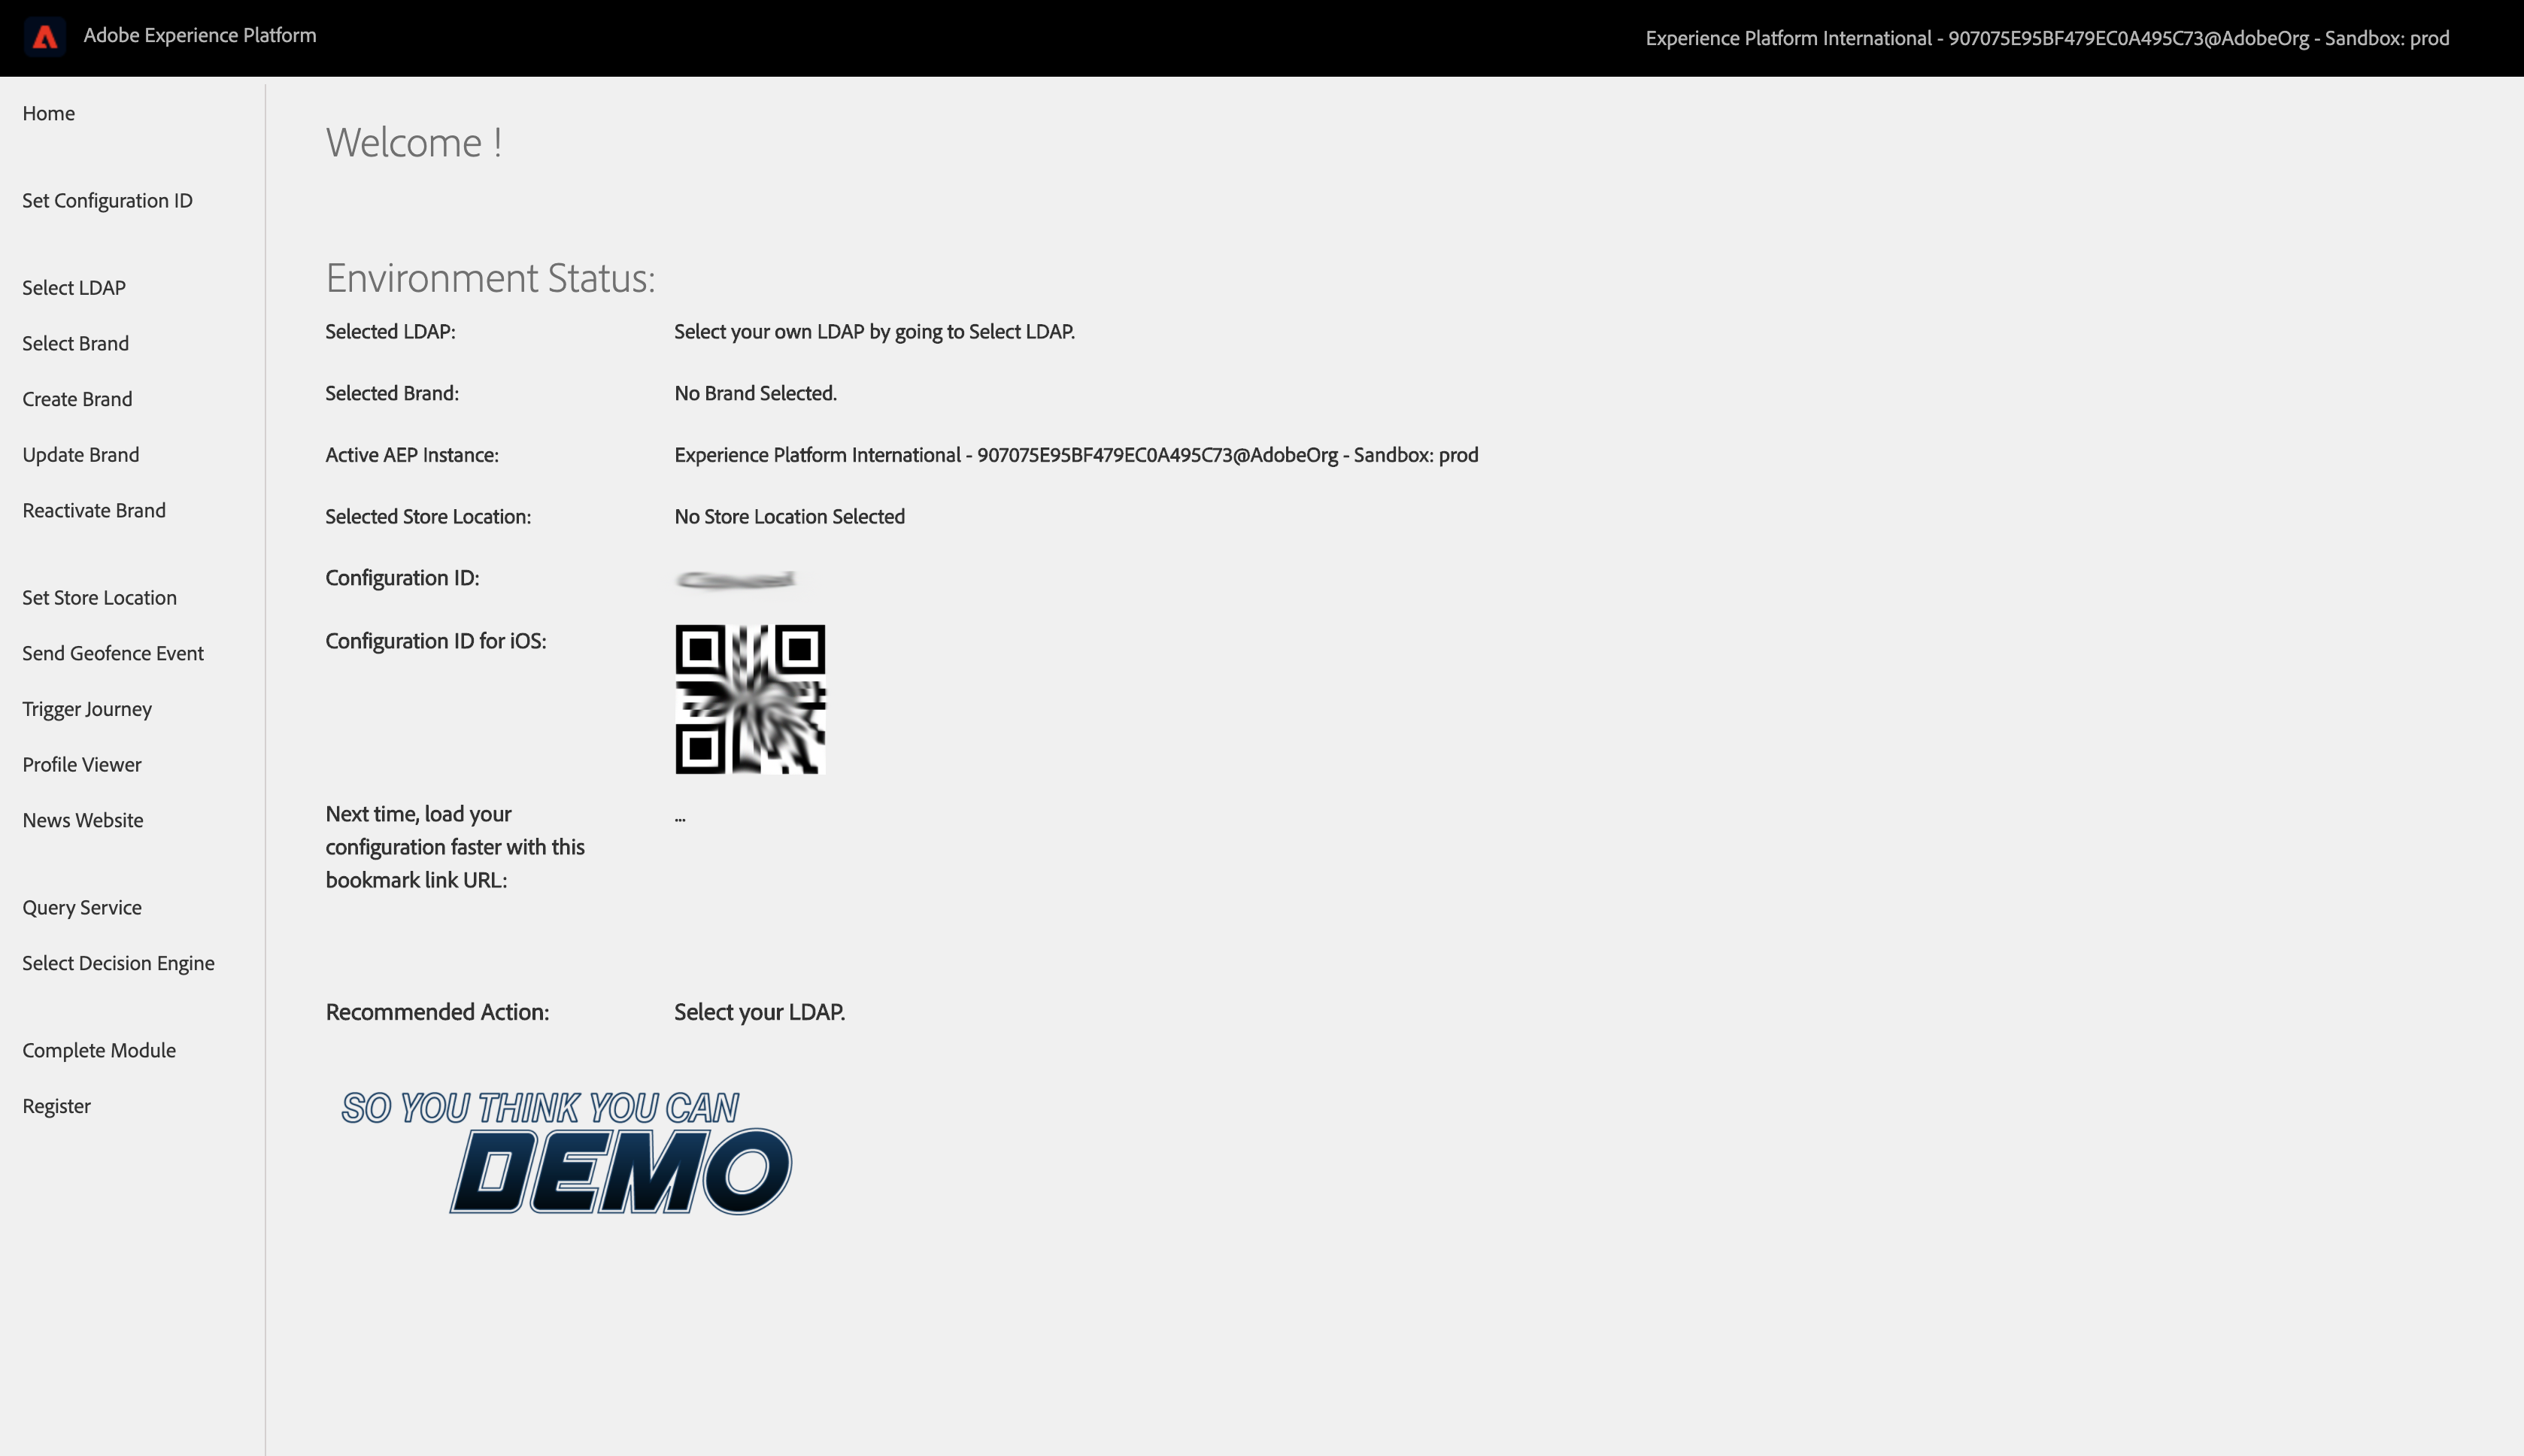 Adobe Experience Platform
Experience Platform International - 907075E95BF479EC0A495C73@AdobeOrg - Sandbox: prod
Home
Set Configuration ID
Select LDAP
Select Brand
Create Brand
Update Brand
Reactivate Brand
Set Store Location
Send Geofence Event
Trigger Journey
Profile Viewer
News Website
Query Service
Select Decision Engine
Complete Module
Register
Welcome !
Environment Status:
Selected LDAP: Select your own LDAP by going to Select LDAP.
Selected Brand: No Brand Selected.
Active AEP Instance: Experience Platform International - 907075E95BF479EC0A495C73@AdobeOrg - Sandbox: prod
Selected Store Location: No Store Location Selected
Configuration ID:
Configuration ID for iOS:
Next time, load your ...
configuration faster with this
bookmark link URL:
Recommended Action: Select your LDAP.
SO YOU THINK YOU CAN
DEMO